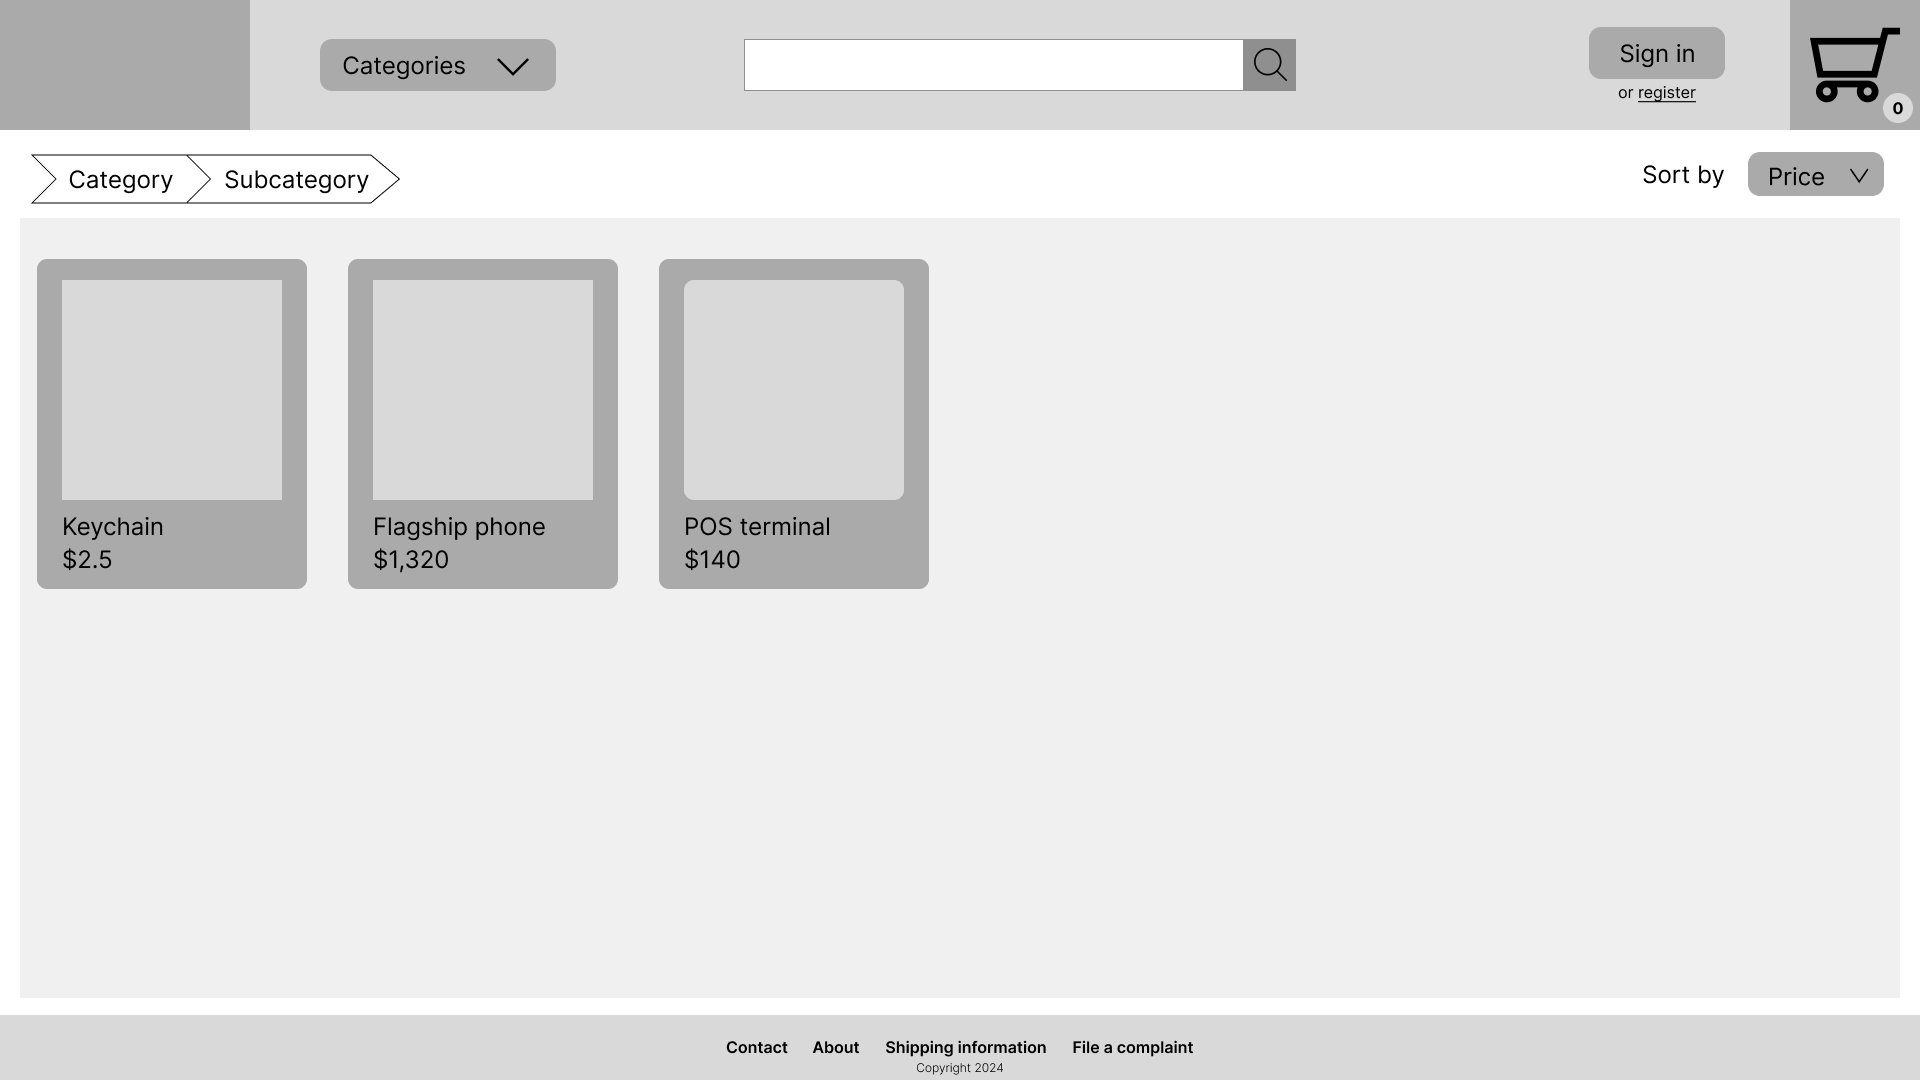 Categories
Sign in
or register
0
Category
Subcategory
Sort by
Price
Keychain
$2.5
Flagship phone
$1,320
POS terminal
$140
Contact
About
Shipping information
File a complaint
Copyright 2024